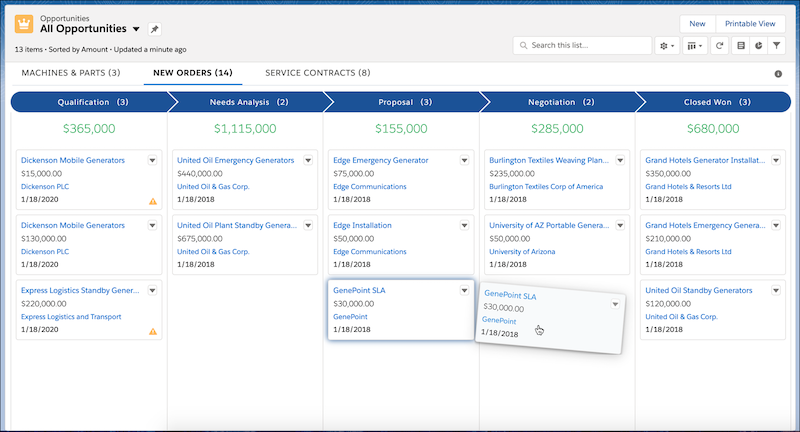 Opportunities
All Opportunities
New
Printable View
13 items • Sorted by Amount • Updated a minute ago
Search this list...
MACHINES & PARTS (3)
NEW ORDERS (14)
SERVICE CONTRACTS (8)
Qualification (3)
Needs Analysis (2)
Proposal (3)
Negotiation (2)
Closed Won (3)
$365,000
$1,115,000
$155,000
$285,000
$680,000
Dickenson Mobile Generators
$15,000.00
Dickenson PLC
1/18/2020
Dickenson Mobile Generators
$130,000.00
Dickenson PLC
1/18/2020
Express Logistics Standby Gener...
$220,000.00
Express Logistics and Transport
1/18/2020
United Oil Emergency Generators
$440,000.00
United Oil & Gas Corp.
1/18/2018
United Oil Plant Standby Genera...
$675,000.00
United Oil & Gas Corp.
1/18/2018
Edge Emergency Generator
$75,000.00
Edge Communications
1/18/2018
Edge Installation
$50,000.00
Edge Communications
1/18/2018
GenePoint SLA
$30,000.00
GenePoint
1/18/2018
Burlington Textiles Weaving Plan...
$235,000.00
Burlington Textiles Corp of America
1/18/2018
University of AZ Portable Genera...
$50,000.00
University of Arizona
1/18/2018
GenePoint SLA
$30,000.00
GenePoint
1/18/2018
Grand Hotels Generator Installat...
$350,000.00
Grand Hotels & Resorts Ltd
1/18/2018
Grand Hotels Emergency Gener...
$210,000.00
Grand Hotels & Resorts Ltd
1/18/2018
United Oil Standby Generators
$120,000.00
United Oil & Gas Corp.
1/18/2018